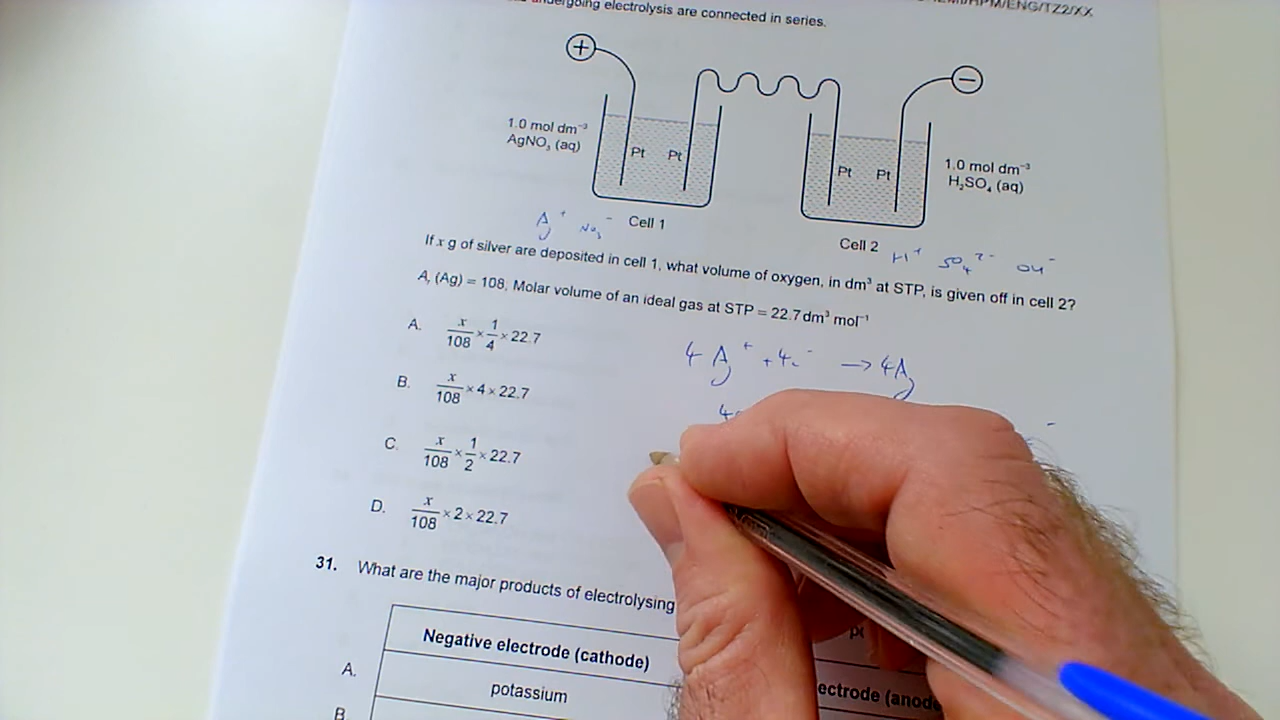 undergoing electrolysis are connected in series.
/HPM/ENG/TZ2/XX
+
−
1.0 mol dm⁻³
AgNO₃ (aq)
Pt Pt
Pt Pt
1.0 mol dm⁻³
H₂SO₄ (aq)
Cell 1
Cell 2
Ag⁺ NO₃⁻
H⁺ SO₄²⁻ OH⁻
If x g of silver are deposited in cell 1, what volume of oxygen, in dm³ at STP, is given off in cell 2?
Aᵣ (Ag) = 108, Molar volume of an ideal gas at STP = 22.7 dm³ mol⁻¹
A. x/108 × 1/4 × 22.7
B. x/108 × 4 × 22.7
C. x/108 × 1/2 × 22.7
D. x/108 × 2 × 22.7
4Ag⁺ + 4e⁻ → 4Ag
31. What are the major products of electrolysing
Negative electrode (cathode)
ectrode (anod
A. potassium
B.